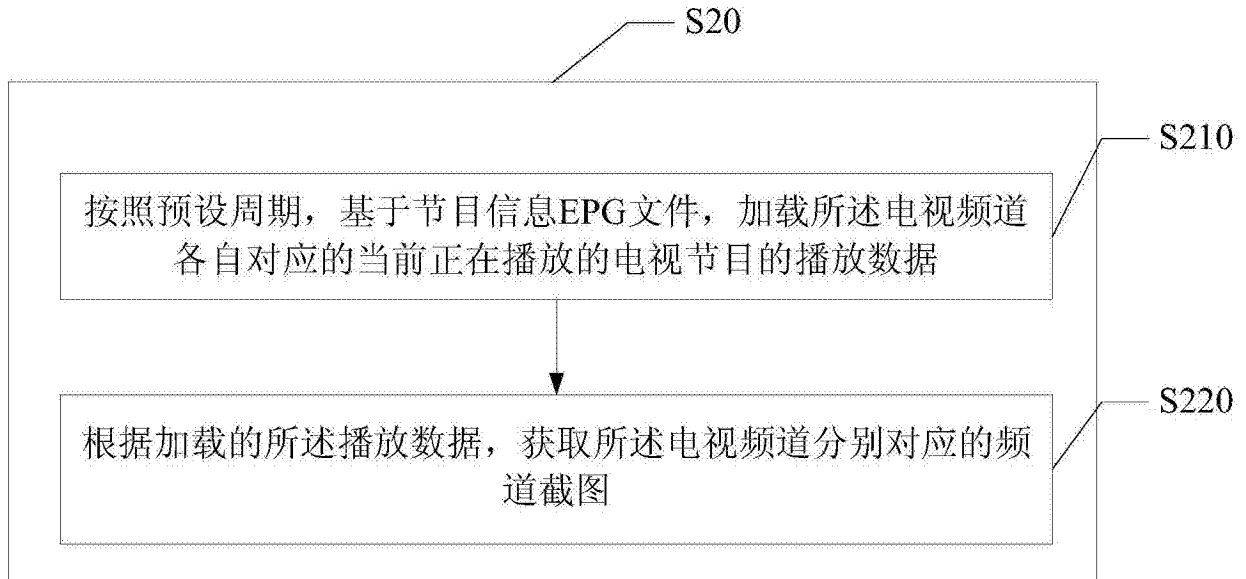 S20
S210
按照预设周期，基于节目信息EPG文件，加载所述电视频道
各自对应的当前正在播放的电视节目的播放数据
S220
根据加载的所述播放数据，获取所述电视频道分别对应的频
道截图